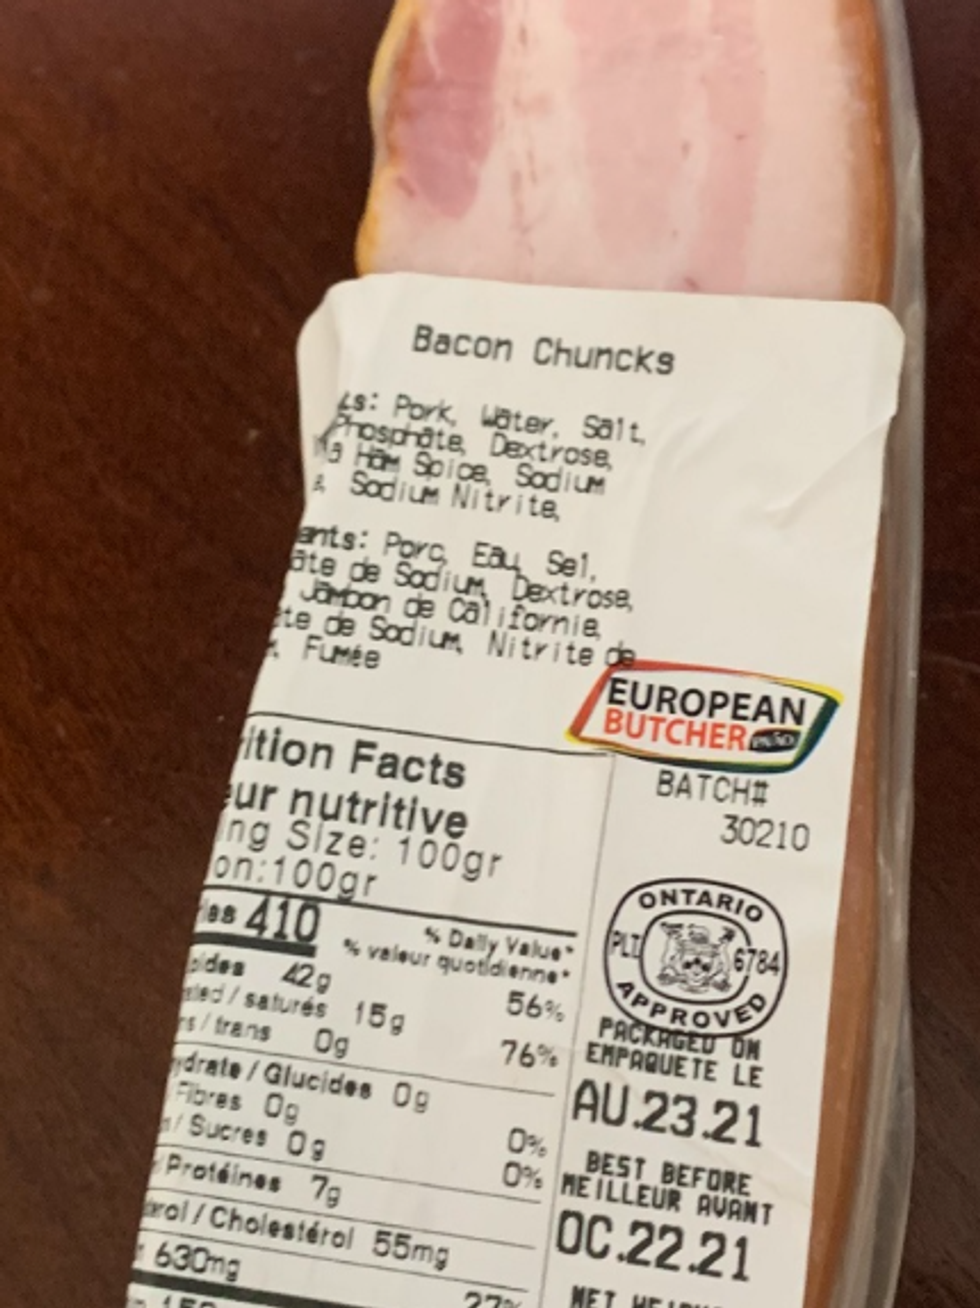 Bacon Chuncks
ts: Pork, Water, Salt,
Phosphate, Dextrose,
a Ham Spice, Sodium
Sodium Nitrite,
ents: Porc, Eau, Sel,
ate de Sodium, Dextrose,
Jambon de Californie,
te de Sodium, Nitrite de
Fumée
EUROPEAN
BUTCHER
BATCH#
30210
ition Facts
eur nutritive
ing Size: 100gr
on:100gr
ies 410
% Daily Value*
% valeur quotidienne*
pides 42g 56%
ated / saturés 15g
ns / trans 0g 76%
ydrate / Glucides 0g
Fibres 0g 0%
/ Sucres 0g 0%
Protéines 7g
erol / Cholestérol 55mg
630mg 27%
ONTARIO
PLT 6784
APPROVED
PACKAGED ON
EMPAQUETE LE
AU.23.21
BEST BEFORE
MEILLEUR AVANT
OC.22.21